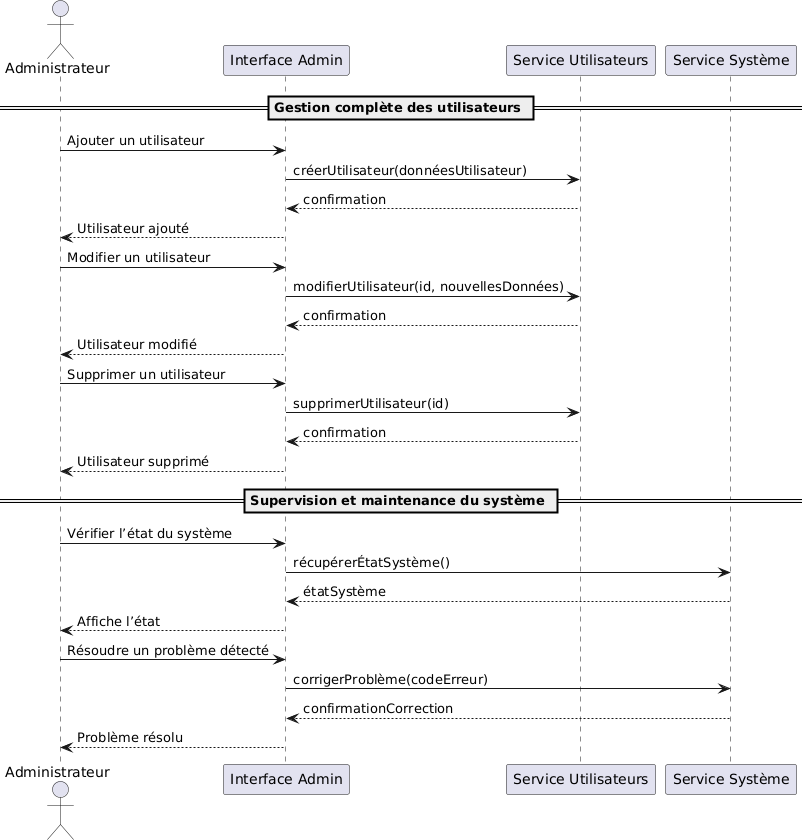 Administrateur
Interface Admin
Service Utilisateurs
Service Système
Gestion complète des utilisateurs
Ajouter un utilisateur
créerUtilisateur(donnéesUtilisateur)
confirmation
Utilisateur ajouté
Modifier un utilisateur
modifierUtilisateur(id, nouvellesDonnées)
confirmation
Utilisateur modifié
Supprimer un utilisateur
supprimerUtilisateur(id)
confirmation
Utilisateur supprimé
Supervision et maintenance du système
Vérifier l’état du système
récupérerÉtatSystème()
étatSystème
Affiche l’état
Résoudre un problème détecté
corrigerProblème(codeErreur)
confirmationCorrection
Problème résolu
Administrateur
Interface Admin
Service Utilisateurs
Service Système